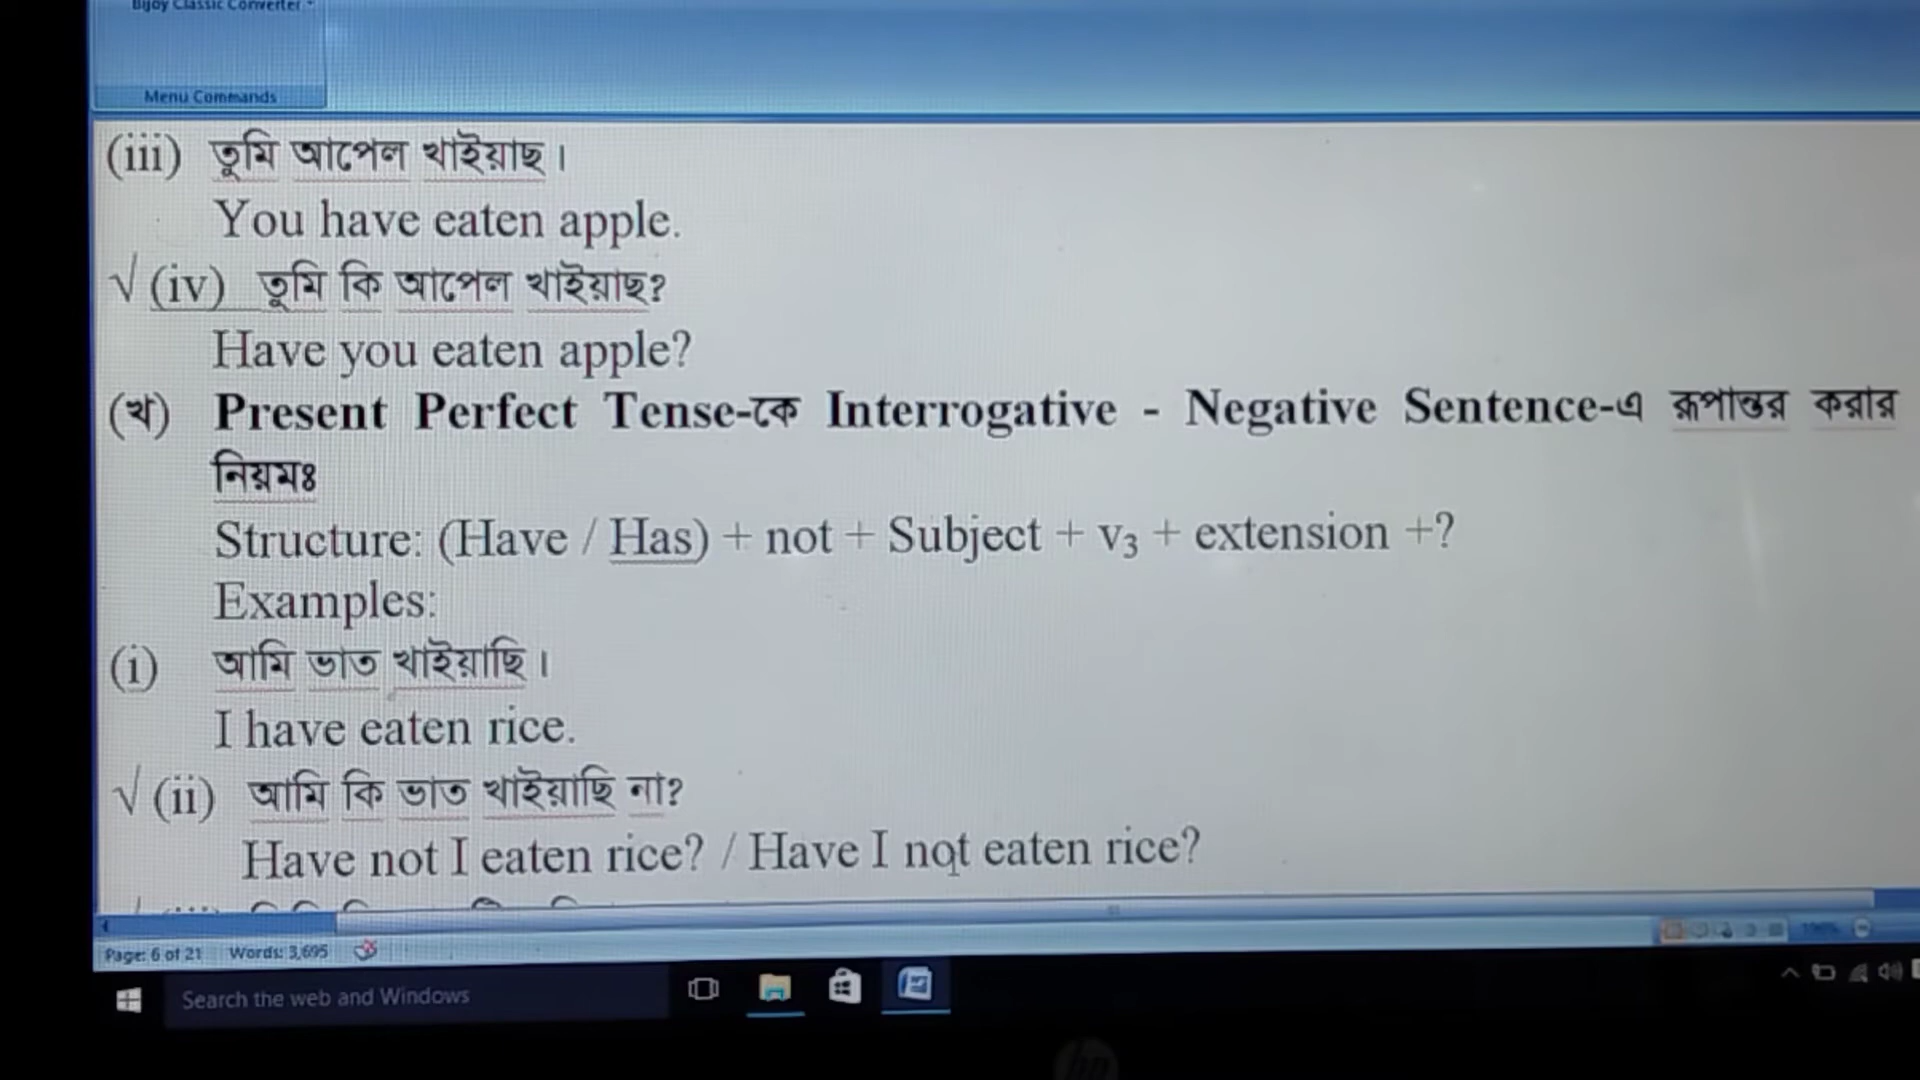 Bijoy Classic Converter
Menu Commands
(iii) তুমি আপেল খাইয়াছ।
You have eaten apple.
√ (iv) তুমি কি আপেল খাইয়াছ?
Have you eaten apple?
(খ) Present Perfect Tense-কে Interrogative - Negative Sentence-এ রূপান্তর করার
নিয়মঃ
Structure: (Have / Has) + not + Subject + v3 + extension +?
Examples:
(i) আমি ভাত খাইয়াছি।
I have eaten rice.
√ (ii) আমি কি ভাত খাইয়াছি না?
Have not I eaten rice? / Have I not eaten rice?
Page: 6 of 21 Words: 3,695
Search the web and Windows
hp